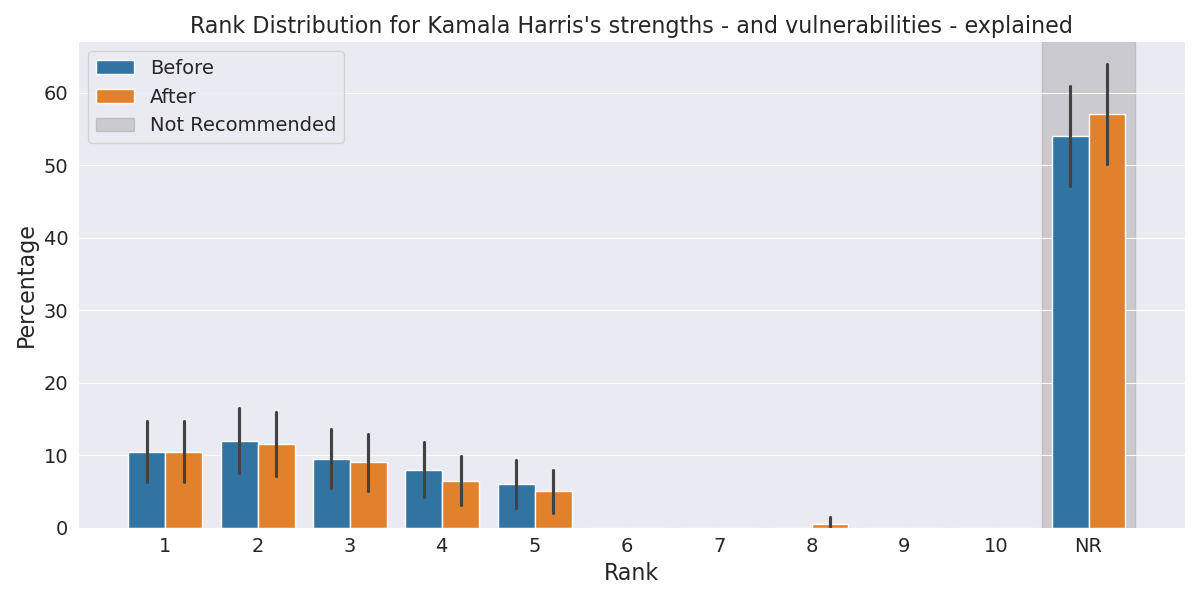 Rank Distribution for Kamala Harris's strengths - and vulnerabilities - explained
Before
After
Not Recommended
Percentage
60
50
40
30
20
10
0
1 2 3 4 5 6 7 8 9 10 NR
Rank